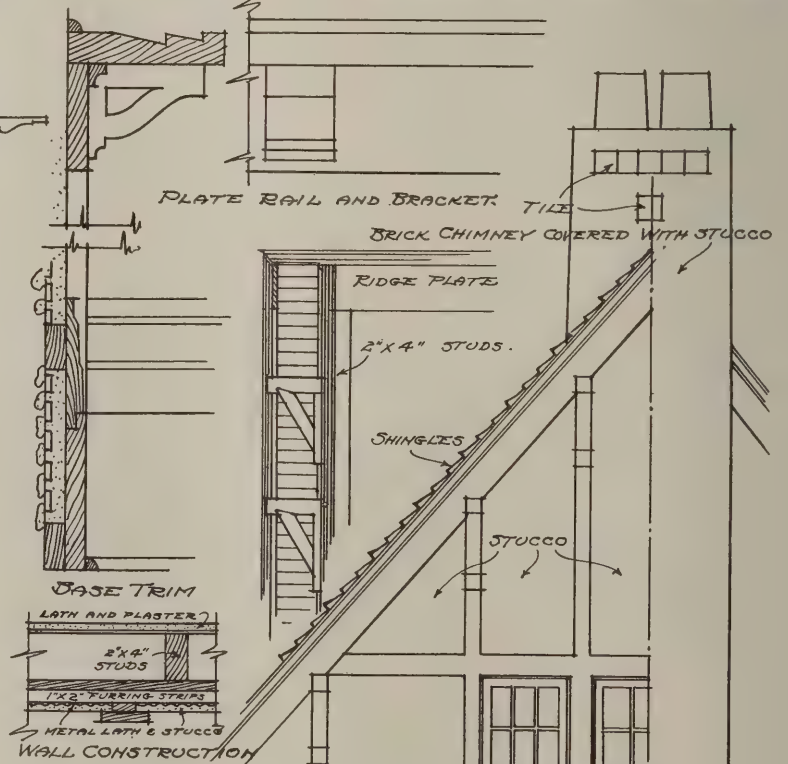 PLATE RAIL AND BRACKET.
TILE
BRICK CHIMNEY COVERED WITH STUCCO
RIDGE PLATE
2"X4" STUDS.
SHINGLES
STUCCO
BASE TRIM
LATH AND PLASTER
2"X4"
STUDS
1"X2" FURRING STRIPS
METAL LATH & STUCCO
WALL CONSTRUCTION